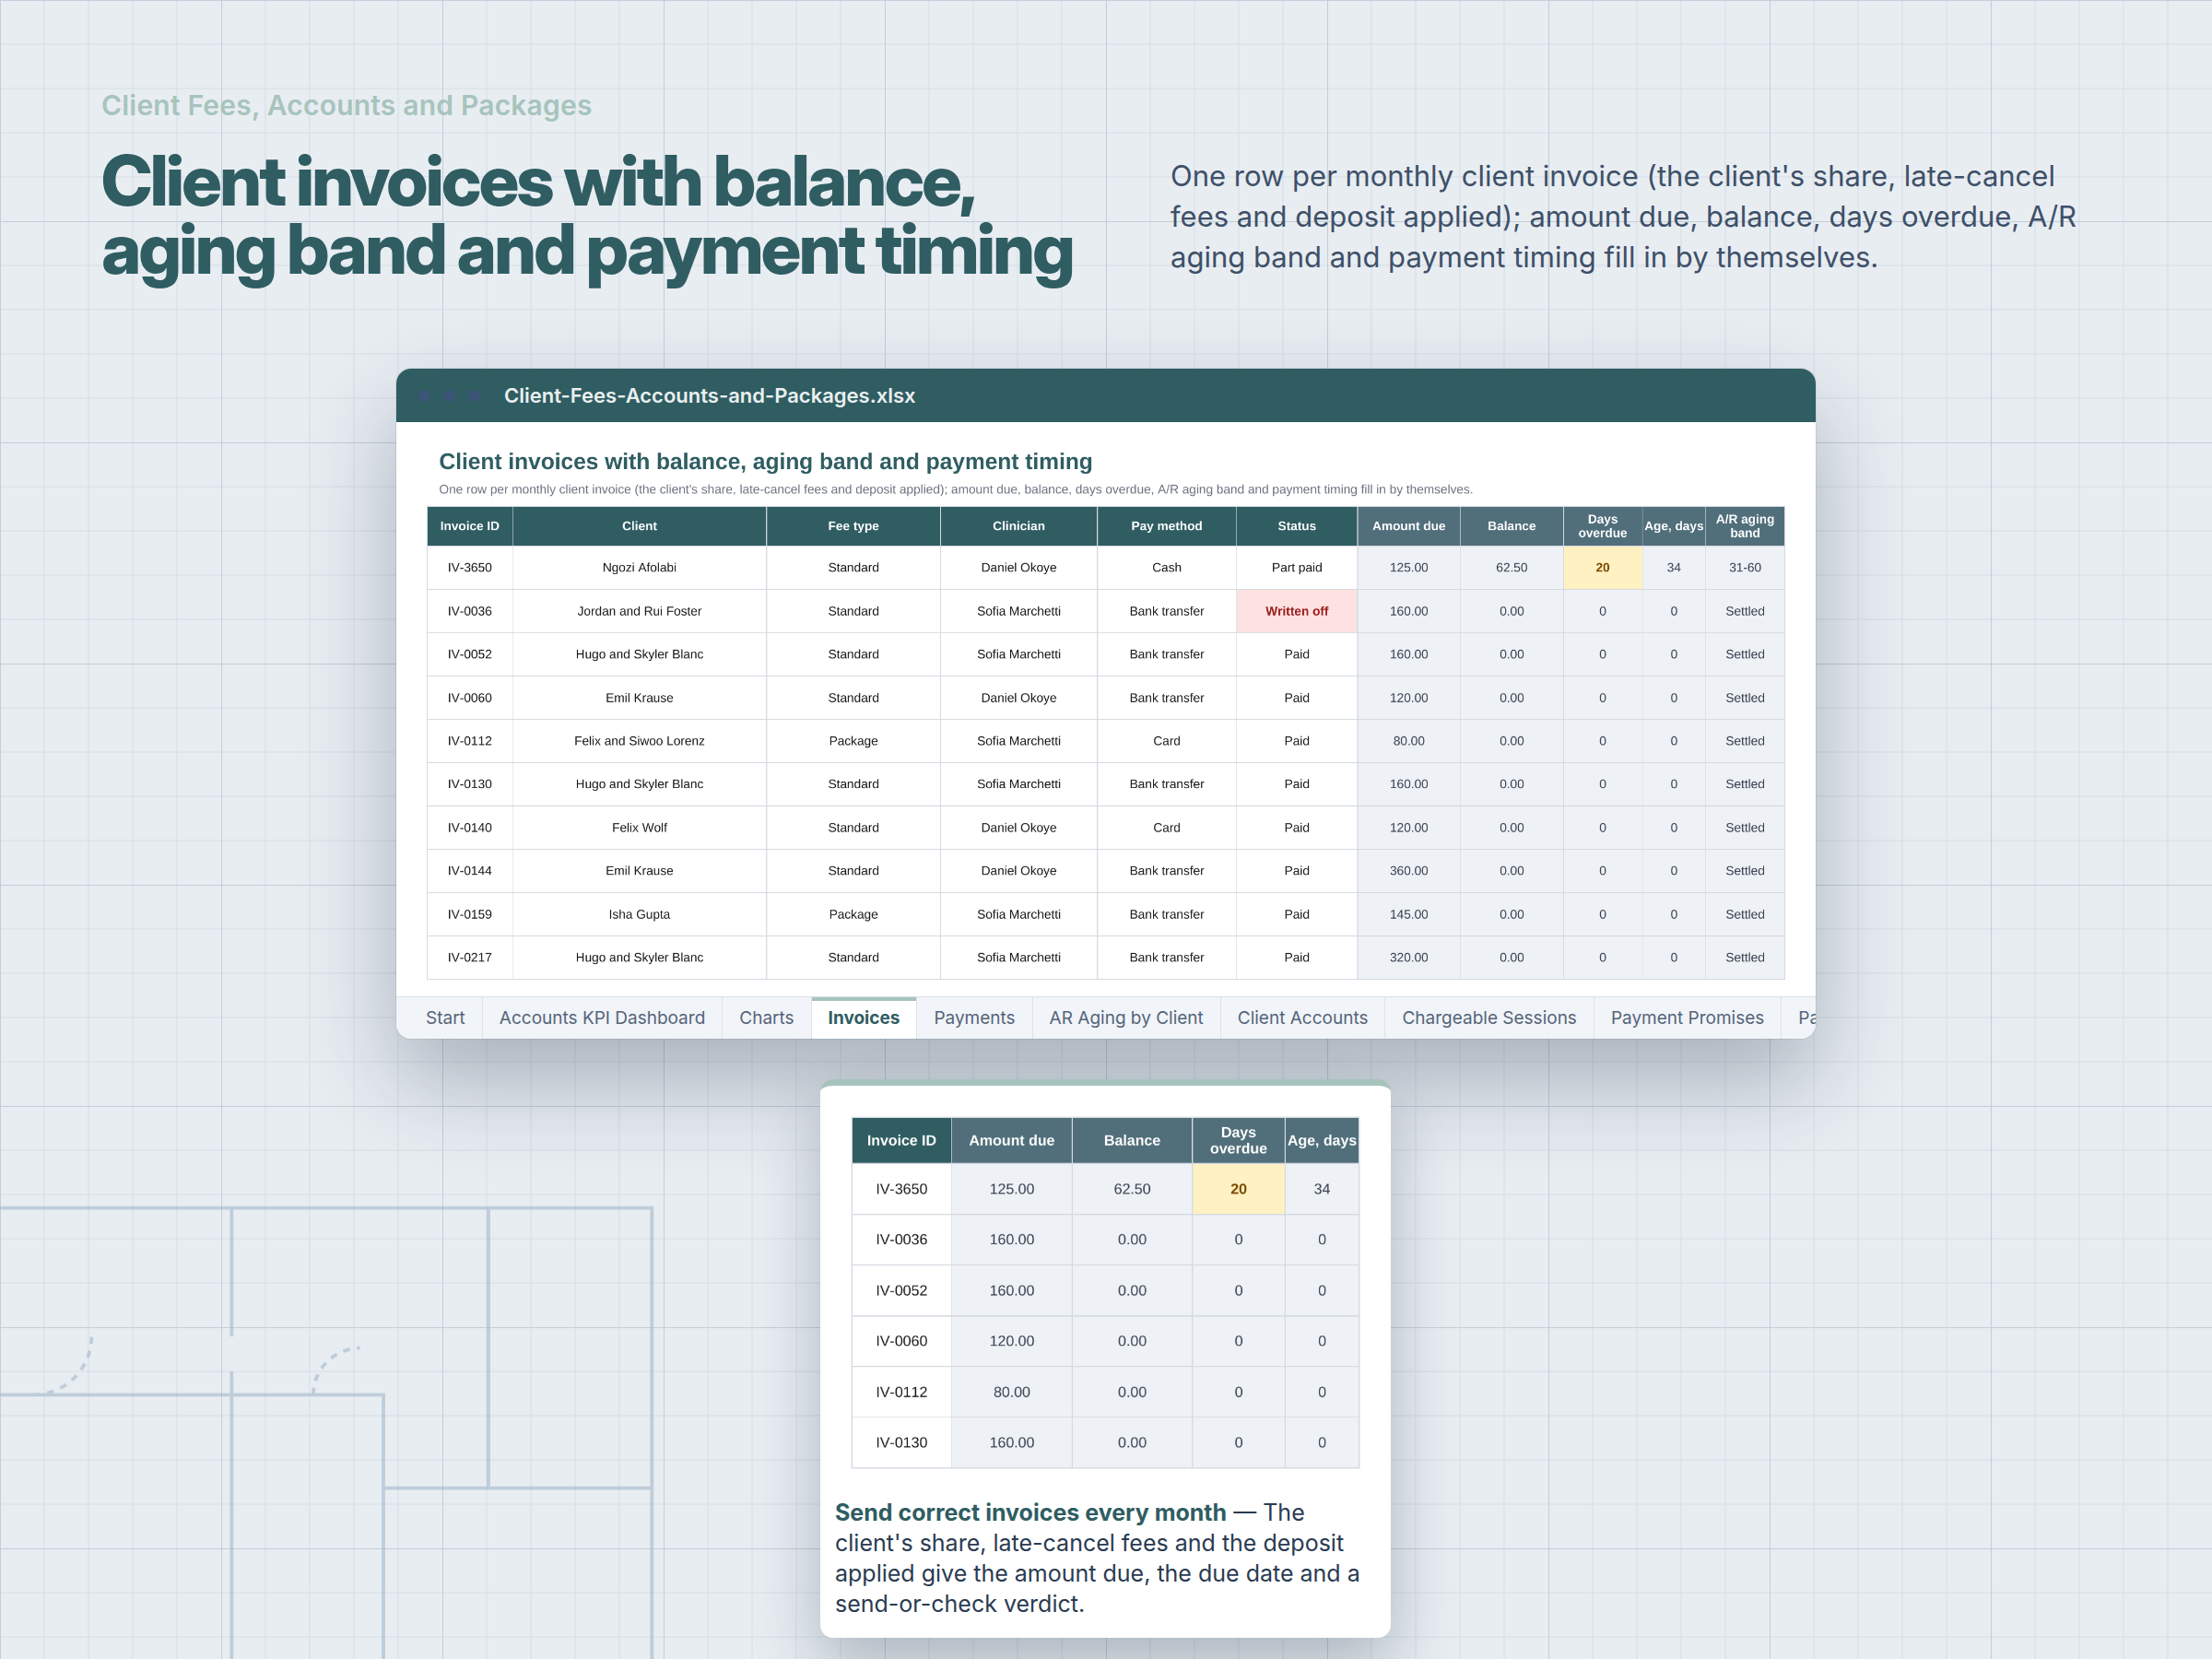 Client Fees, Accounts and Packages
Client invoices with balance,
aging band and payment timing
One row per monthly client invoice (the client's share, late-cancel
fees and deposit applied); amount due, balance, days overdue, A/R
aging band and payment timing fill in by themselves.
Client-Fees-Accounts-and-Packages.xlsx
Client invoices with balance, aging band and payment timing
One row per monthly client invoice (the client's share, late-cancel fees and deposit applied); amount due, balance, days overdue, A/R aging band and payment timing fill in by themselves.
Invoice ID Client Fee type Clinician Pay method Status Amount due Balance Days overdue Age, days A/R aging band
IV-3650 Ngozi Afolabi Standard Daniel Okoye Cash Part paid 125.00 62.50 20 34 31-60
IV-0036 Jordan and Rui Foster Standard Sofia Marchetti Bank transfer Written off 160.00 0.00 0 0 Settled
IV-0052 Hugo and Skyler Blanc Standard Sofia Marchetti Bank transfer Paid 160.00 0.00 0 0 Settled
IV-0060 Emil Krause Standard Daniel Okoye Bank transfer Paid 120.00 0.00 0 0 Settled
IV-0112 Felix and Siwoo Lorenz Package Sofia Marchetti Card Paid 80.00 0.00 0 0 Settled
IV-0130 Hugo and Skyler Blanc Standard Sofia Marchetti Bank transfer Paid 160.00 0.00 0 0 Settled
IV-0140 Felix Wolf Standard Daniel Okoye Card Paid 120.00 0.00 0 0 Settled
IV-0144 Emil Krause Standard Daniel Okoye Bank transfer Paid 360.00 0.00 0 0 Settled
IV-0159 Isha Gupta Package Sofia Marchetti Bank transfer Paid 145.00 0.00 0 0 Settled
IV-0217 Hugo and Skyler Blanc Standard Sofia Marchetti Bank transfer Paid 320.00 0.00 0 0 Settled
Start Accounts KPI Dashboard Charts Invoices Payments AR Aging by Client Client Accounts Chargeable Sessions Payment Promises
Invoice ID Amount due Balance Days overdue Age, days
IV-3650 125.00 62.50 20 34
IV-0036 160.00 0.00 0 0
IV-0052 160.00 0.00 0 0
IV-0060 120.00 0.00 0 0
IV-0112 80.00 0.00 0 0
IV-0130 160.00 0.00 0 0
Send correct invoices every month — The
client's share, late-cancel fees and the deposit
applied give the amount due, the due date and a
send-or-check verdict.